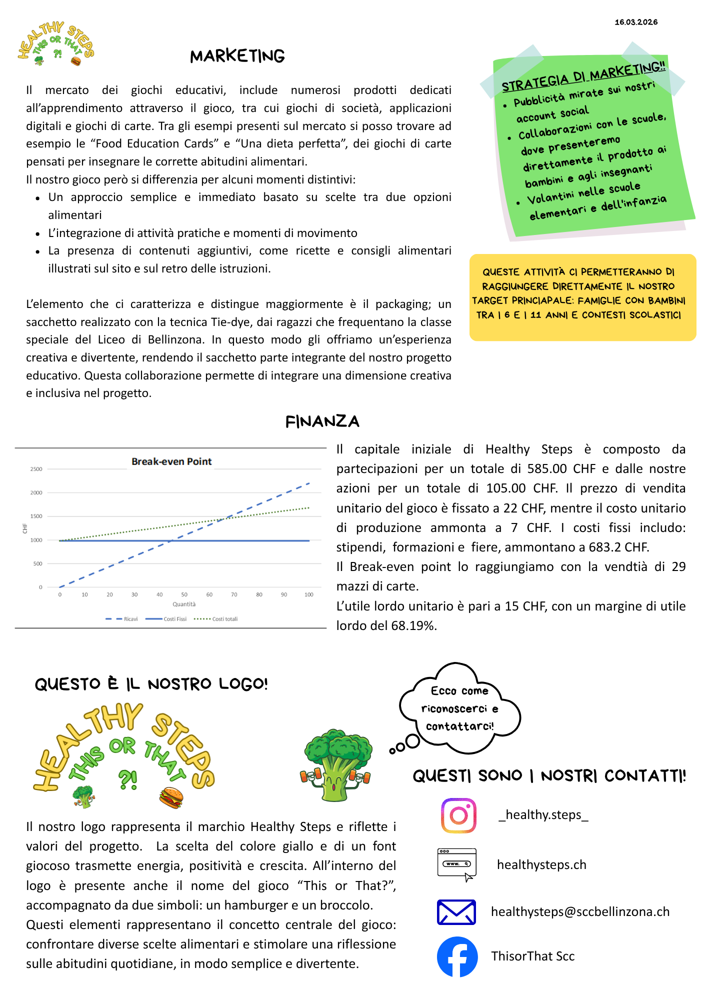 16.03.2026
HEALTHY STEPS
THIS OR THAT
?!
MARKETING
Il mercato dei giochi educativi, include numerosi prodotti dedicati
all’apprendimento attraverso il gioco, tra cui giochi di società, applicazioni
digitali e giochi di carte. Tra gli esempi presenti sul mercato si posso trovare ad
esempio le “Food Education Cards” e “Una dieta perfetta”, dei giochi di carte
pensati per insegnare le corrette abitudini alimentari.
Il nostro gioco però si differenzia per alcuni momenti distintivi:
• Un approccio semplice e immediato basato su scelte tra due opzioni
alimentari
• L’integrazione di attività pratiche e momenti di movimento
• La presenza di contenuti aggiuntivi, come ricette e consigli alimentari
illustrati sul sito e sul retro delle istruzioni.
L’elemento che ci caratterizza e distingue maggiormente è il packaging; un
sacchetto realizzato con la tecnica Tie-dye, dai ragazzi che frequentano la classe
speciale del Liceo di Bellinzona. In questo modo gli offriamo un’esperienza
creativa e divertente, rendendo il sacchetto parte integrante del nostro progetto
educativo. Questa collaborazione permette di integrare una dimensione creativa
e inclusiva nel progetto.
STRATEGIA DI MARKETING!!
• Pubblicità mirate sui nostri
account social
• Collaborazioni con le scuole,
dove presenteremo
direttamente il prodotto ai
bambini e agli insegnanti
• Volantini nelle scuole
elementari e dell'infanzia
QUESTE ATTIVITÀ CI PERMETTERANNO DI
RAGGIUNGERE DIRETTAMENTE IL NOSTRO
TARGET PRINCIAPALE: FAMIGLIE CON BAMBINI
TRA I 6 E I 11 ANNI E CONTESTI SCOLASTICI
FINANZA
Break-even Point
2500
2000
1500
1000
500
0
CHF
0 10 20 30 40 50 60 70 80 90 100
Quantità
Ricavi Costi Fissi Costi totali
Il capitale iniziale di Healthy Steps è composto da
partecipazioni per un totale di 585.00 CHF e dalle nostre
azioni per un totale di 105.00 CHF. Il prezzo di vendita
unitario del gioco è fissato a 22 CHF, mentre il costo unitario
di produzione ammonta a 7 CHF. I costi fissi includo:
stipendi, formazioni e fiere, ammontano a 683.2 CHF.
Il Break-even point lo raggiungiamo con la vendtià di 29
mazzi di carte.
L’utile lordo unitario è pari a 15 CHF, con un margine di utile
lordo del 68.19%.
QUESTO È IL NOSTRO LOGO!
HEALTHY STEPS
THIS OR THAT
?!
Il nostro logo rappresenta il marchio Healthy Steps e riflette i
valori del progetto. La scelta del colore giallo e di un font
giocoso trasmette energia, positività e crescita. All’interno del
logo è presente anche il nome del gioco “This or That?”,
accompagnato da due simboli: un hamburger e un broccolo.
Questi elementi rappresentano il concetto centrale del gioco:
confrontare diverse scelte alimentari e stimolare una riflessione
sulle abitudini quotidiane, in modo semplice e divertente.
Ecco come
riconoscerci e
contattarci!
QUESTI SONO I NOSTRI CONTATTI!
_healthy.steps_
www.
healthysteps.ch
healthysteps@sccbellinzona.ch
ThisorThat Scc